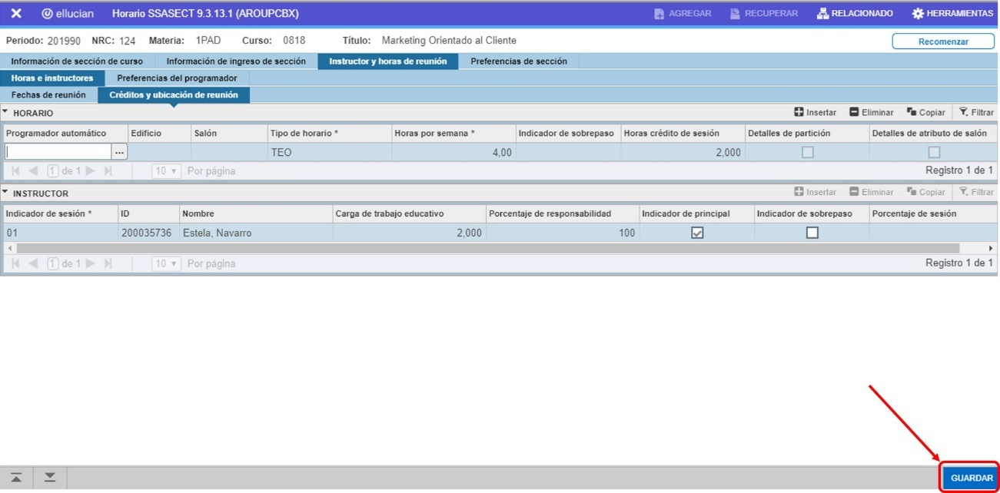 ellucian Horario SSASECT 9.3.13.1 (AROUPCBX) AGREGAR RECUPERAR RELACIONADO HERRAMIENTAS
Periodo: 201990 NRC: 124 Materia: 1PAD Curso: 0818 Título: Marketing Orientado al Cliente Recomenzar
Información de sección de curso Información de ingreso de sección Instructor y horas de reunión Preferencias de sección
Horas e instructores Preferencias del programador
Fechas de reunión Créditos y ubicación de reunión
HORARIO Insertar Eliminar Copiar Filtrar
Programador automático Edificio Salón Tipo de horario * Horas por semana * Indicador de sobrepaso Horas crédito de sesión Detalles de partición Detalles de atributo de salón
... TEO 4,00 2,000
1 de 1 10 Por página Registro 1 de 1
INSTRUCTOR Insertar Eliminar Copiar Filtrar
Indicador de sesión * ID Nombre Carga de trabajo educativo Porcentaje de responsabilidad Indicador de principal Indicador de sobrepaso Porcentaje de sesión
01 200035736 Estela, Navarro 2,000 100
1 de 1 10 Por página Registro 1 de 1
GUARDAR